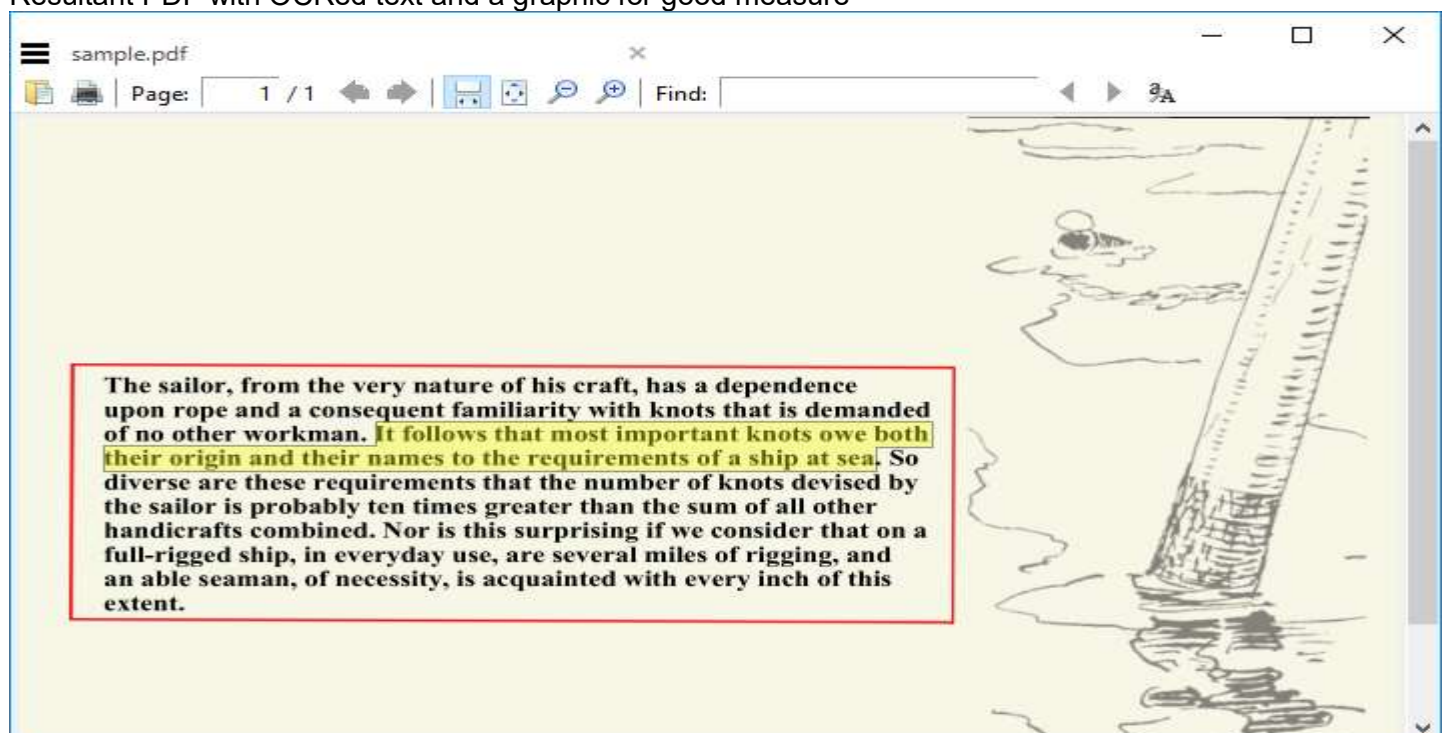 Resultant PDF with OCRed text and a graphic for good measure
sample.pdf
Page: 1 / 1 Find:
The sailor, from the very nature of his craft, has a dependence
upon rope and a consequent familiarity with knots that is demanded
of no other workman. It follows that most important knots owe both
their origin and their names to the requirements of a ship at sea. So
diverse are these requirements that the number of knots devised by
the sailor is probably ten times greater than the sum of all other
handicrafts combined. Nor is this surprising if we consider that on a
full-rigged ship, in everyday use, are several miles of rigging, and
an able seaman, of necessity, is acquainted with every inch of this
extent.